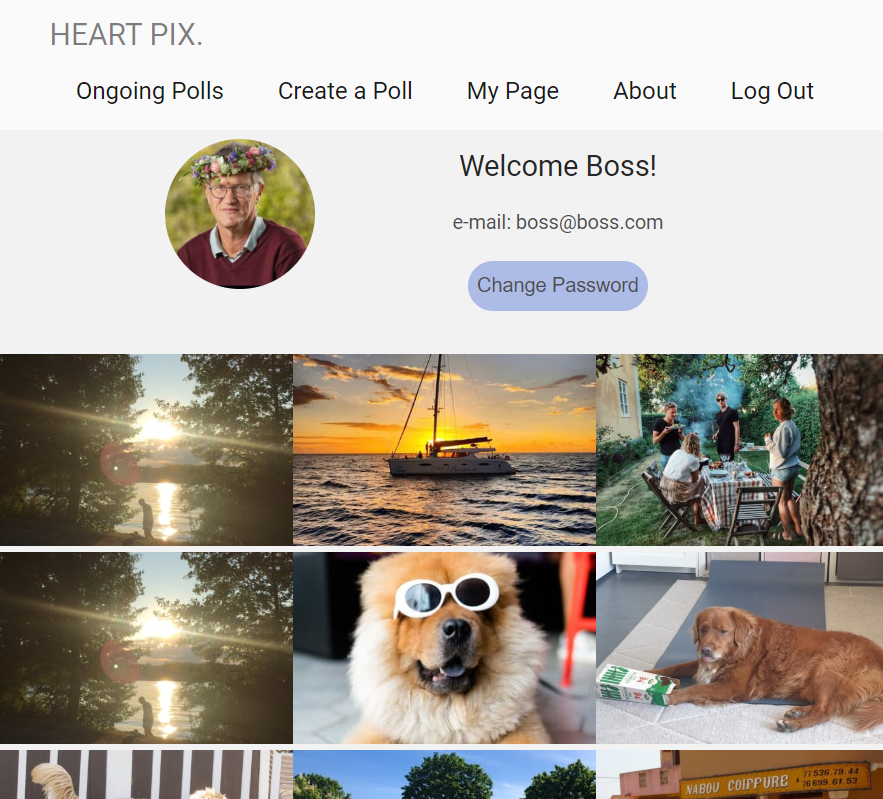 HEART PIX.
Ongoing Polls
Create a Poll
My Page
About
Log Out
Welcome Boss!
e-mail: boss@boss.com
Change Password
NABOU COIFFURE
77 536.79.44
76 699.61.53